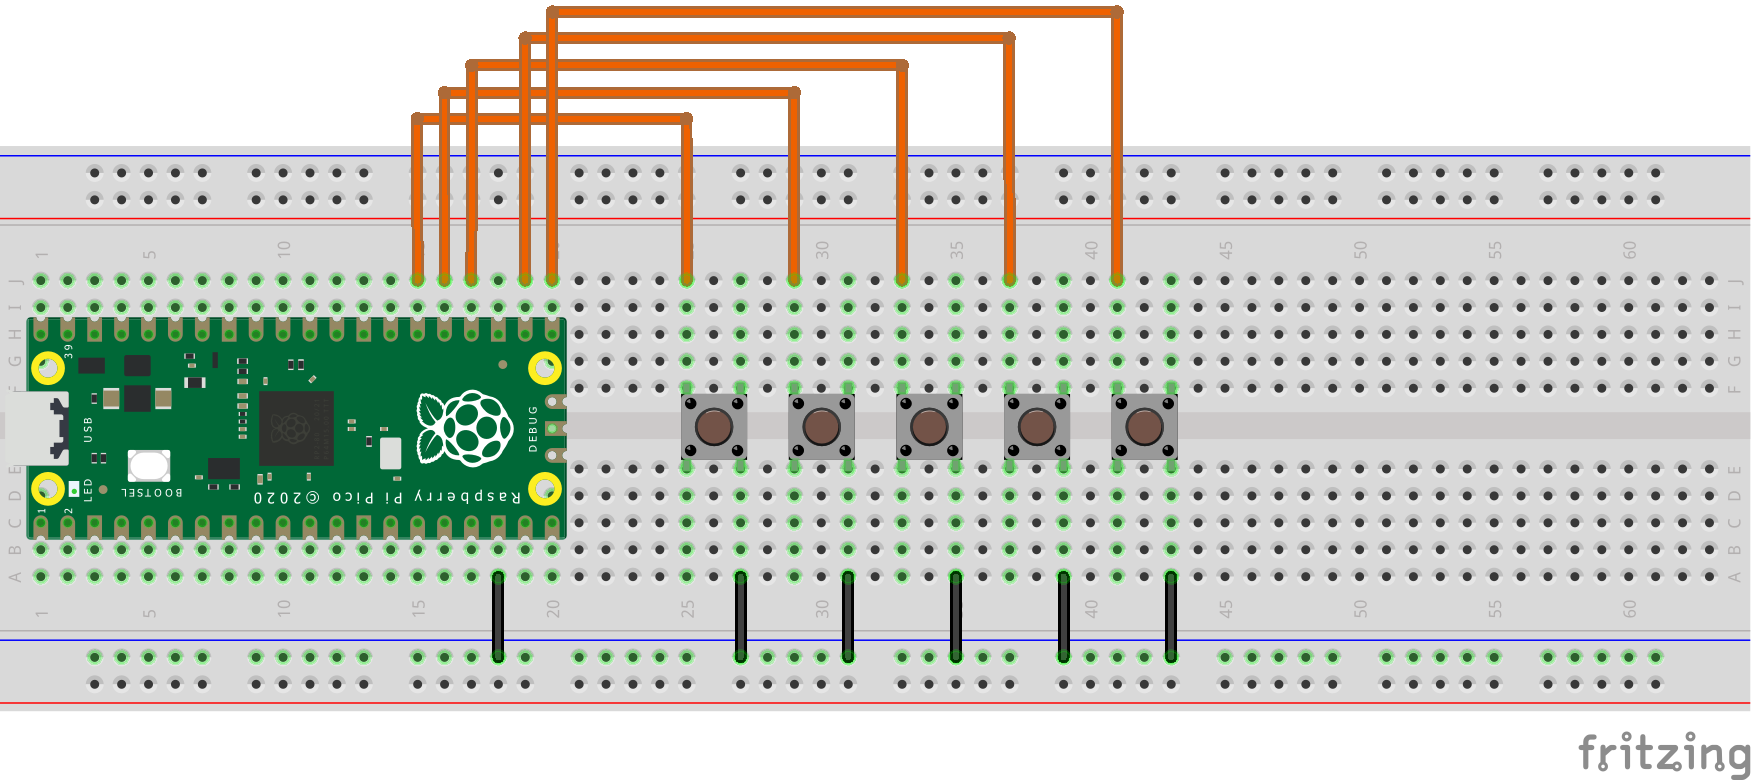 1 5 10 15 20 25 30 35 40 45 50 55 60
J J
I I
H H
G G
F F
39
USB
DEBUG
E E
D D
C C
B B
A A
LED
BOOTSEL
Raspberry Pi Pico ©2020
1 2
1 5 10 15 20 25 30 35 40 45 50 55 60
fritzing